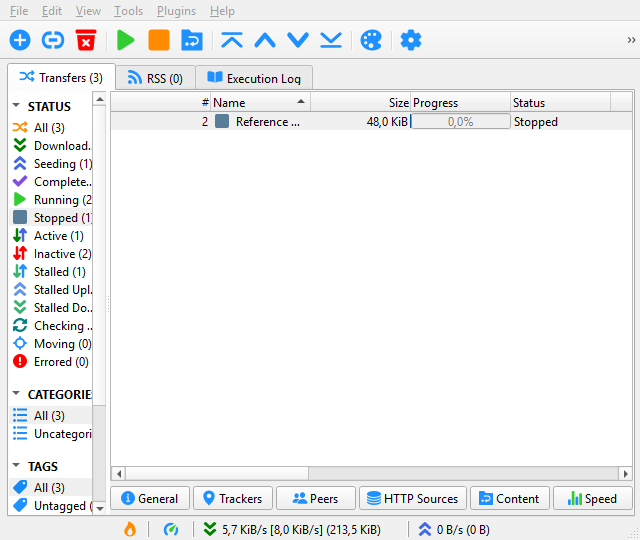 File Edit View Tools Plugins Help
»
Transfers (3) RSS (0) Execution Log
STATUS
All (3)
Download..
Seeding (1)
Complete..
Running (2
Stopped (1)
Active (1)
Inactive (2)
Stalled (1)
Stalled Upl..
Stalled Do..
Checking ..
Moving (0)
Errored (0)
CATEGORIE
All (3)
Uncategori
TAGS
All (3)
Untagged (
# Name Size Progress Status
2 Reference ... 48,0 KiB 0,0% Stopped
General Trackers Peers HTTP Sources Content Speed
5,7 KiB/s [8,0 KiB/s] (213,5 KiB) 0 B/s (0 B)